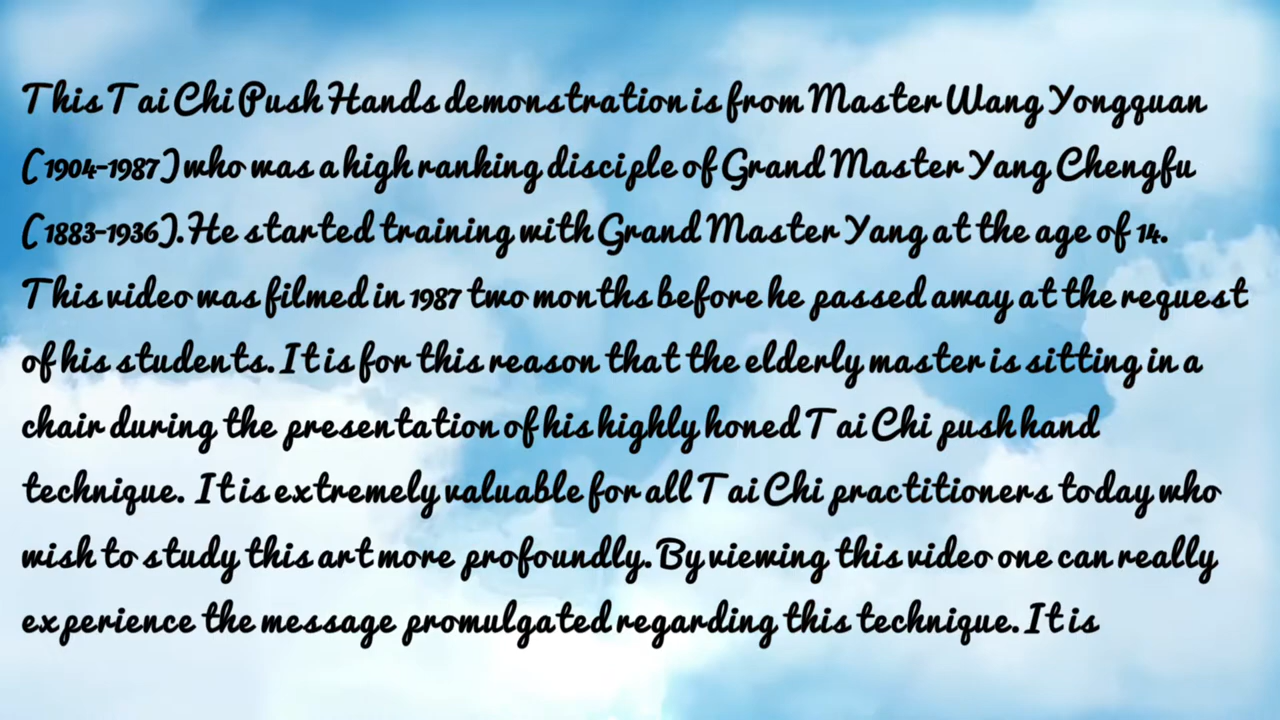 This Tai Chi Push Hands demonstration is from Master Wang Yongquan
(1904-1987) who was a high ranking disciple of Grand Master Yang Chengfu
(1883-1936). He started training with Grand Master Yang at the age of 14.
This video was filmed in 1987 two months before he passed away at the request
of his students. It is for this reason that the elderly master is sitting in a
chair during the presentation of his highly honed Tai Chi push hand
technique. It is extremely valuable for all Tai Chi practitioners today who
wish to study this art more profoundly. By viewing this video one can really
experience the message promulgated regarding this technique. It is